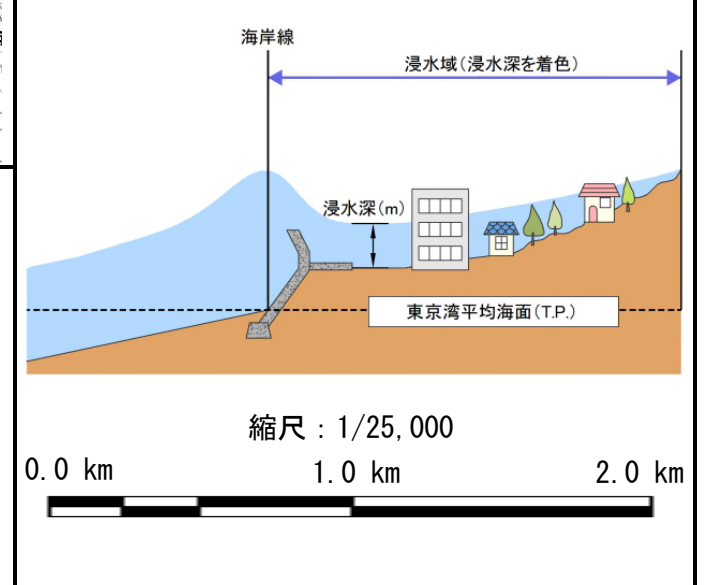 海岸線
浸水域(浸水深を着色)
浸水深(m)
東京湾平均海面(T.P.)
縮尺：1/25,000
0.0 km 1.0 km 2.0 km